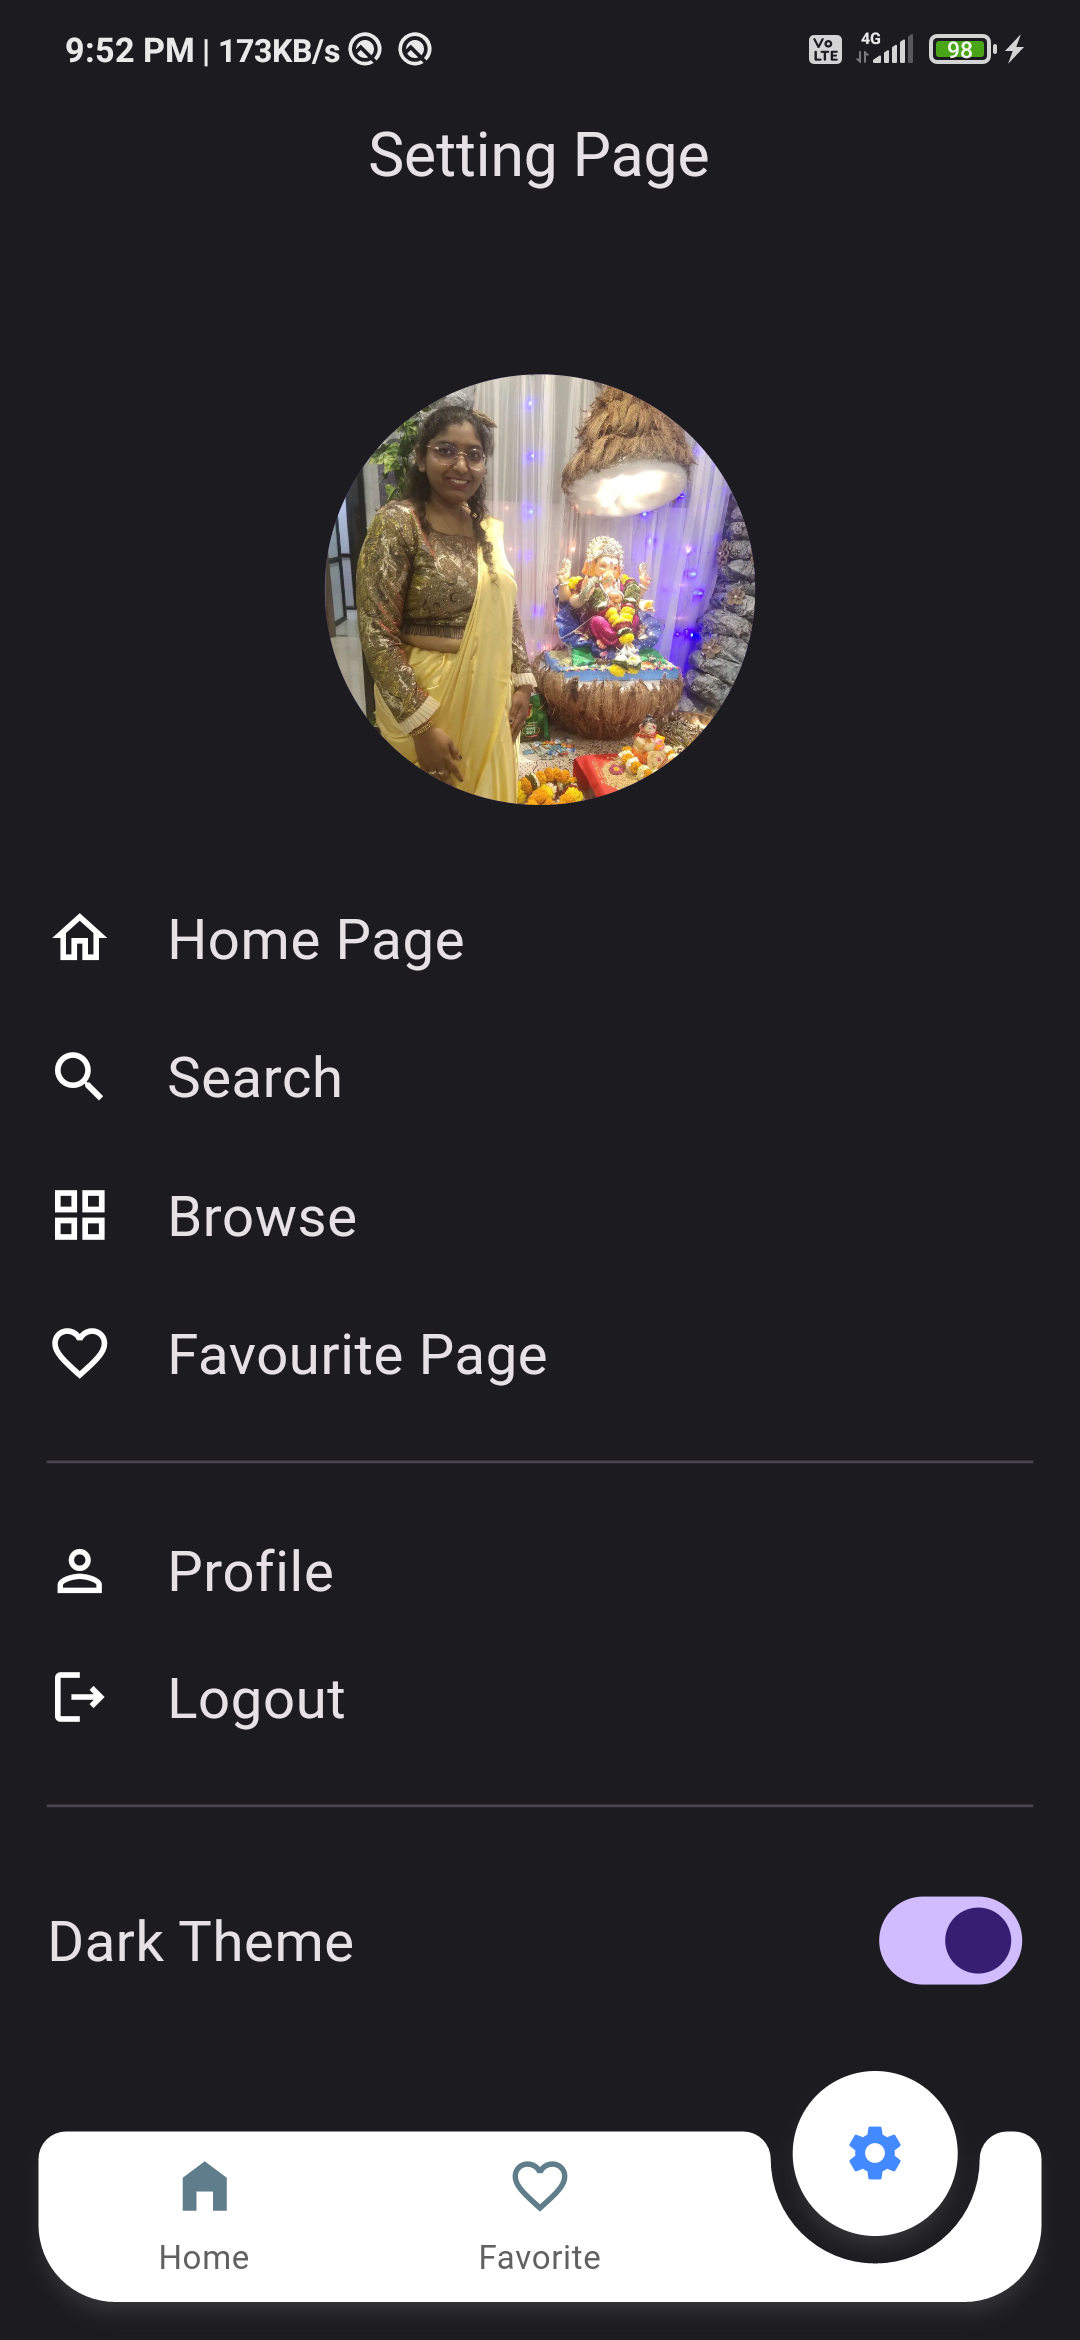 9:52 PM | 173KB/s
Vo LTE
4G
98
Setting Page
Home Page
Search
Browse
Favourite Page
Profile
Logout
Dark Theme
Home
Favorite